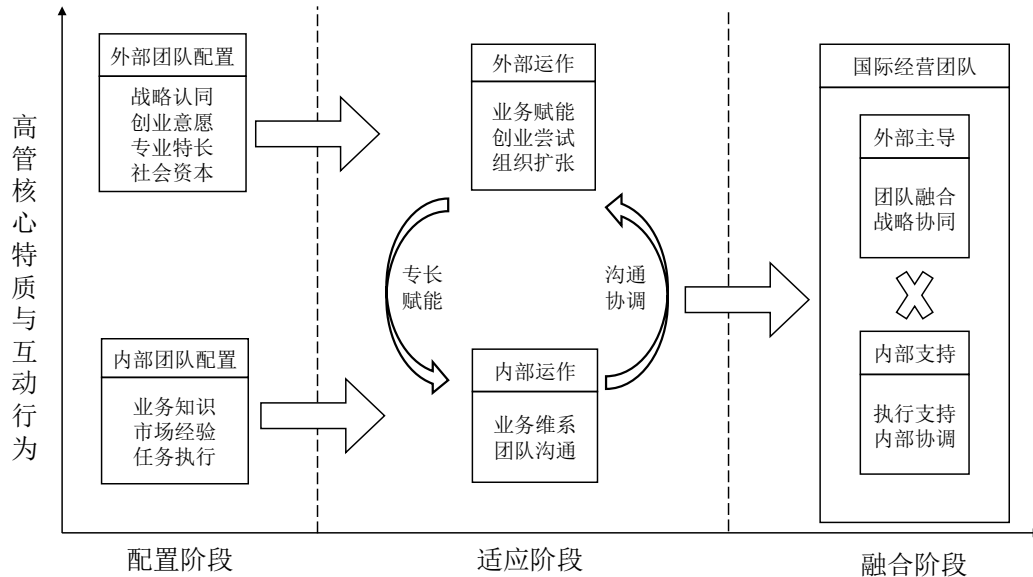 高管核心特质与互动行为
外部团队配置
战略认同
创业意愿
专业特长
社会资本
内部团队配置
业务知识
市场经验
任务执行
外部运作
业务赋能
创业尝试
组织扩张
专长
赋能
沟通
协调
内部运作
业务维系
团队沟通
国际经营团队
外部主导
团队融合
战略协同
内部支持
执行支持
内部协调
配置阶段
适应阶段
融合阶段